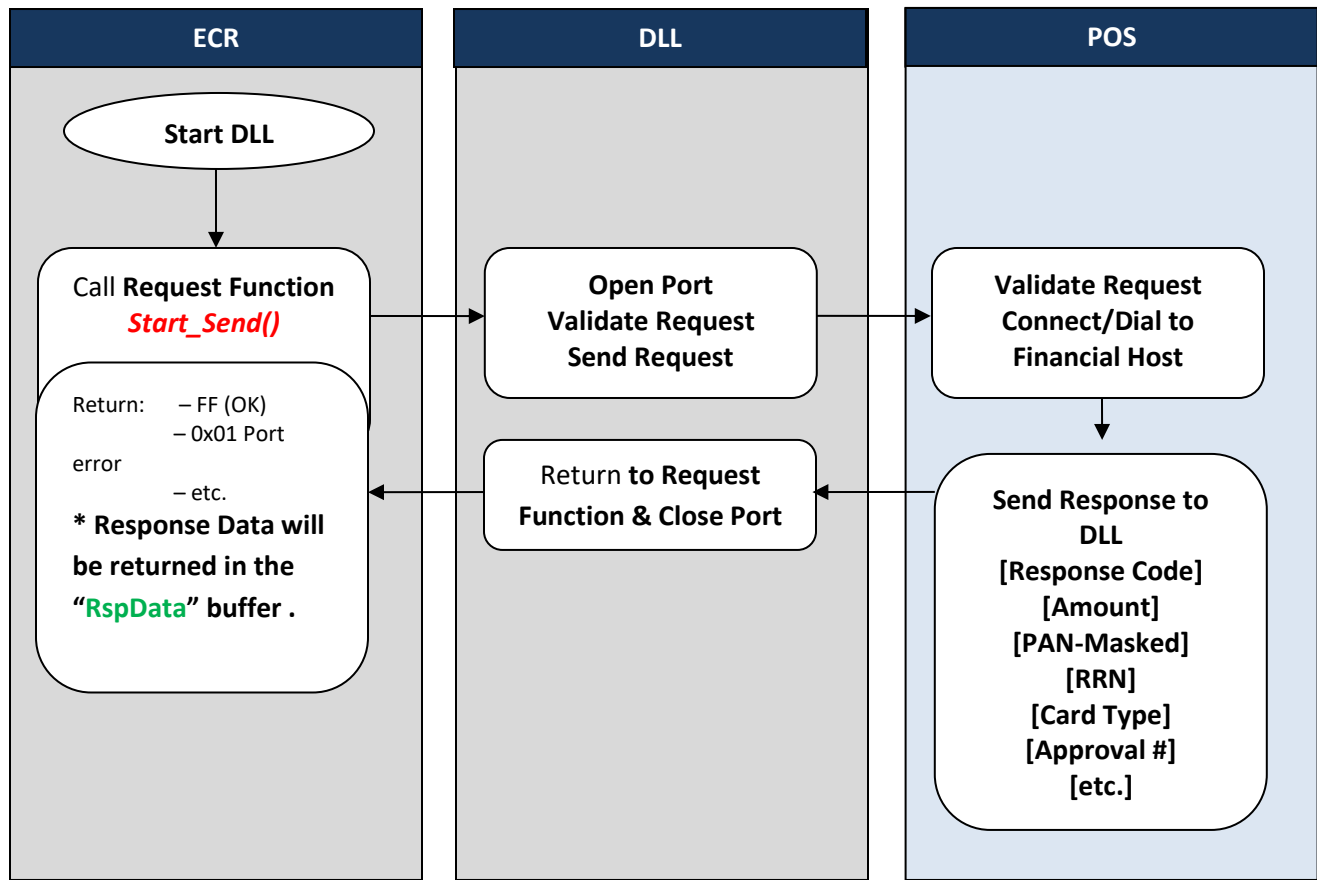 ECR
DLL
POS
Start DLL
Call Request Function
Start_Send()
Return: – FF (OK)
– 0x01 Port
error
– etc.
* Response Data will
be returned in the
“RspData” buffer .
Open Port
Validate Request
Send Request
Return to Request
Function & Close Port
Validate Request
Connect/Dial to
Financial Host
Send Response to
DLL
[Response Code]
[Amount]
[PAN-Masked]
[RRN]
[Card Type]
[Approval #]
[etc.]